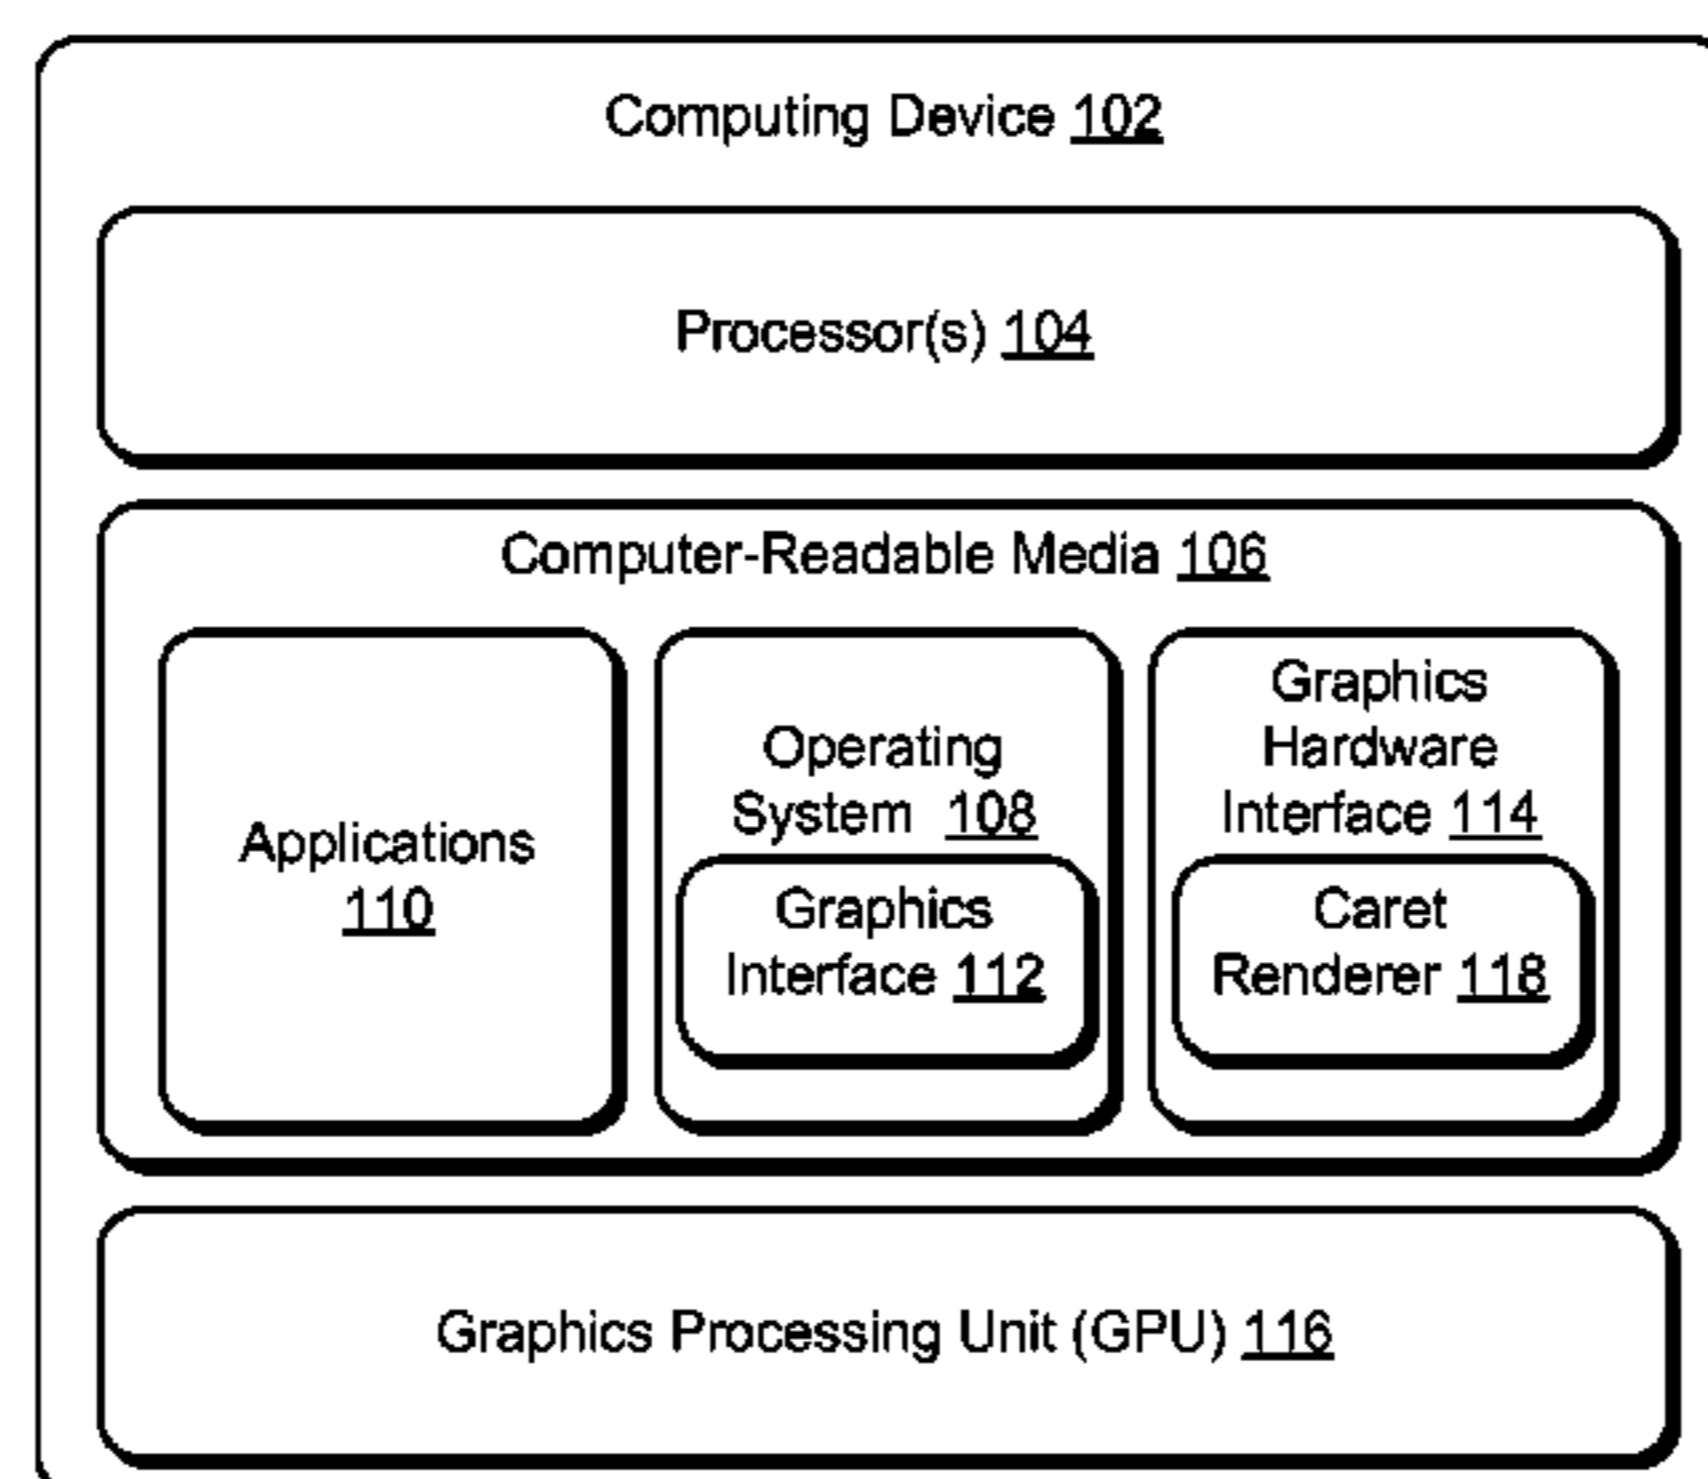 Computing Device 102
Processor(s) 104
Computer-Readable Media 106
Applications
110
Operating
System 108
Graphics
Interface 112
Graphics
Hardware
Interface 114
Caret
Renderer 118
Graphics Processing Unit (GPU) 116